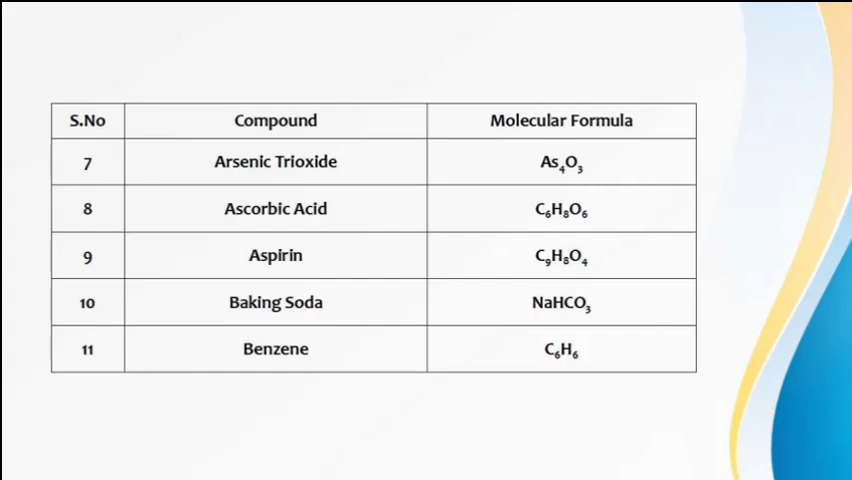 S.No Compound Molecular Formula
7 Arsenic Trioxide As₄O₃
8 Ascorbic Acid C₆H₈O₆
9 Aspirin C₉H₈O₄
10 Baking Soda NaHCO₃
11 Benzene C₆H₆